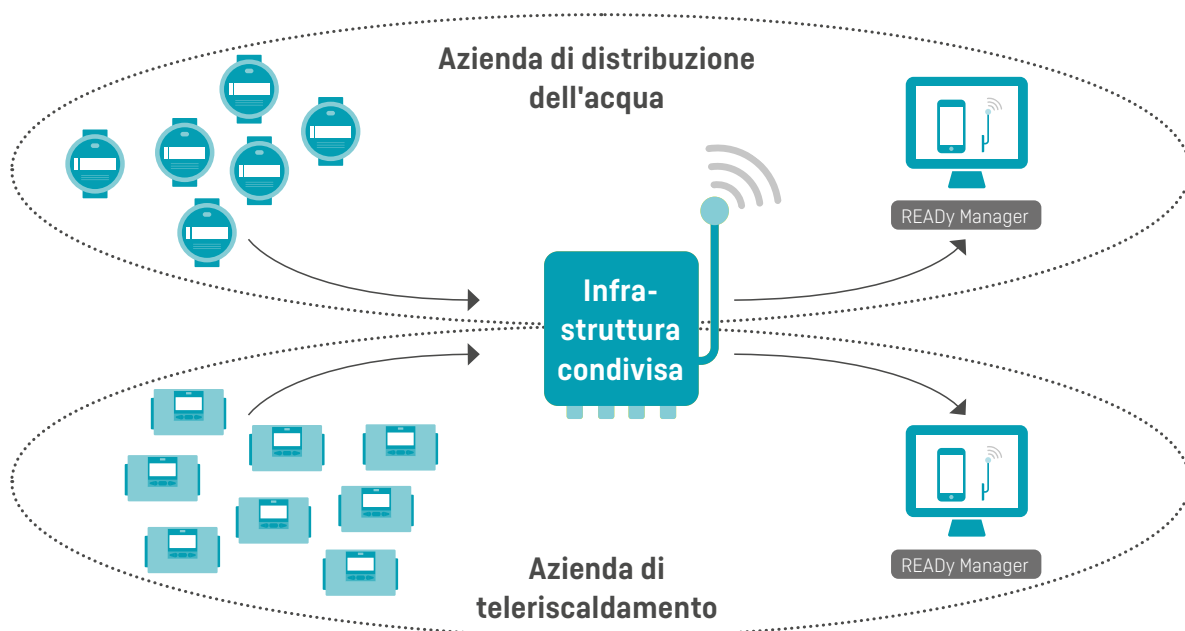 Azienda di distribuzione
dell'acqua
READy Manager
Infra-
struttura
condivisa
READy Manager
Azienda di
teleriscaldamento